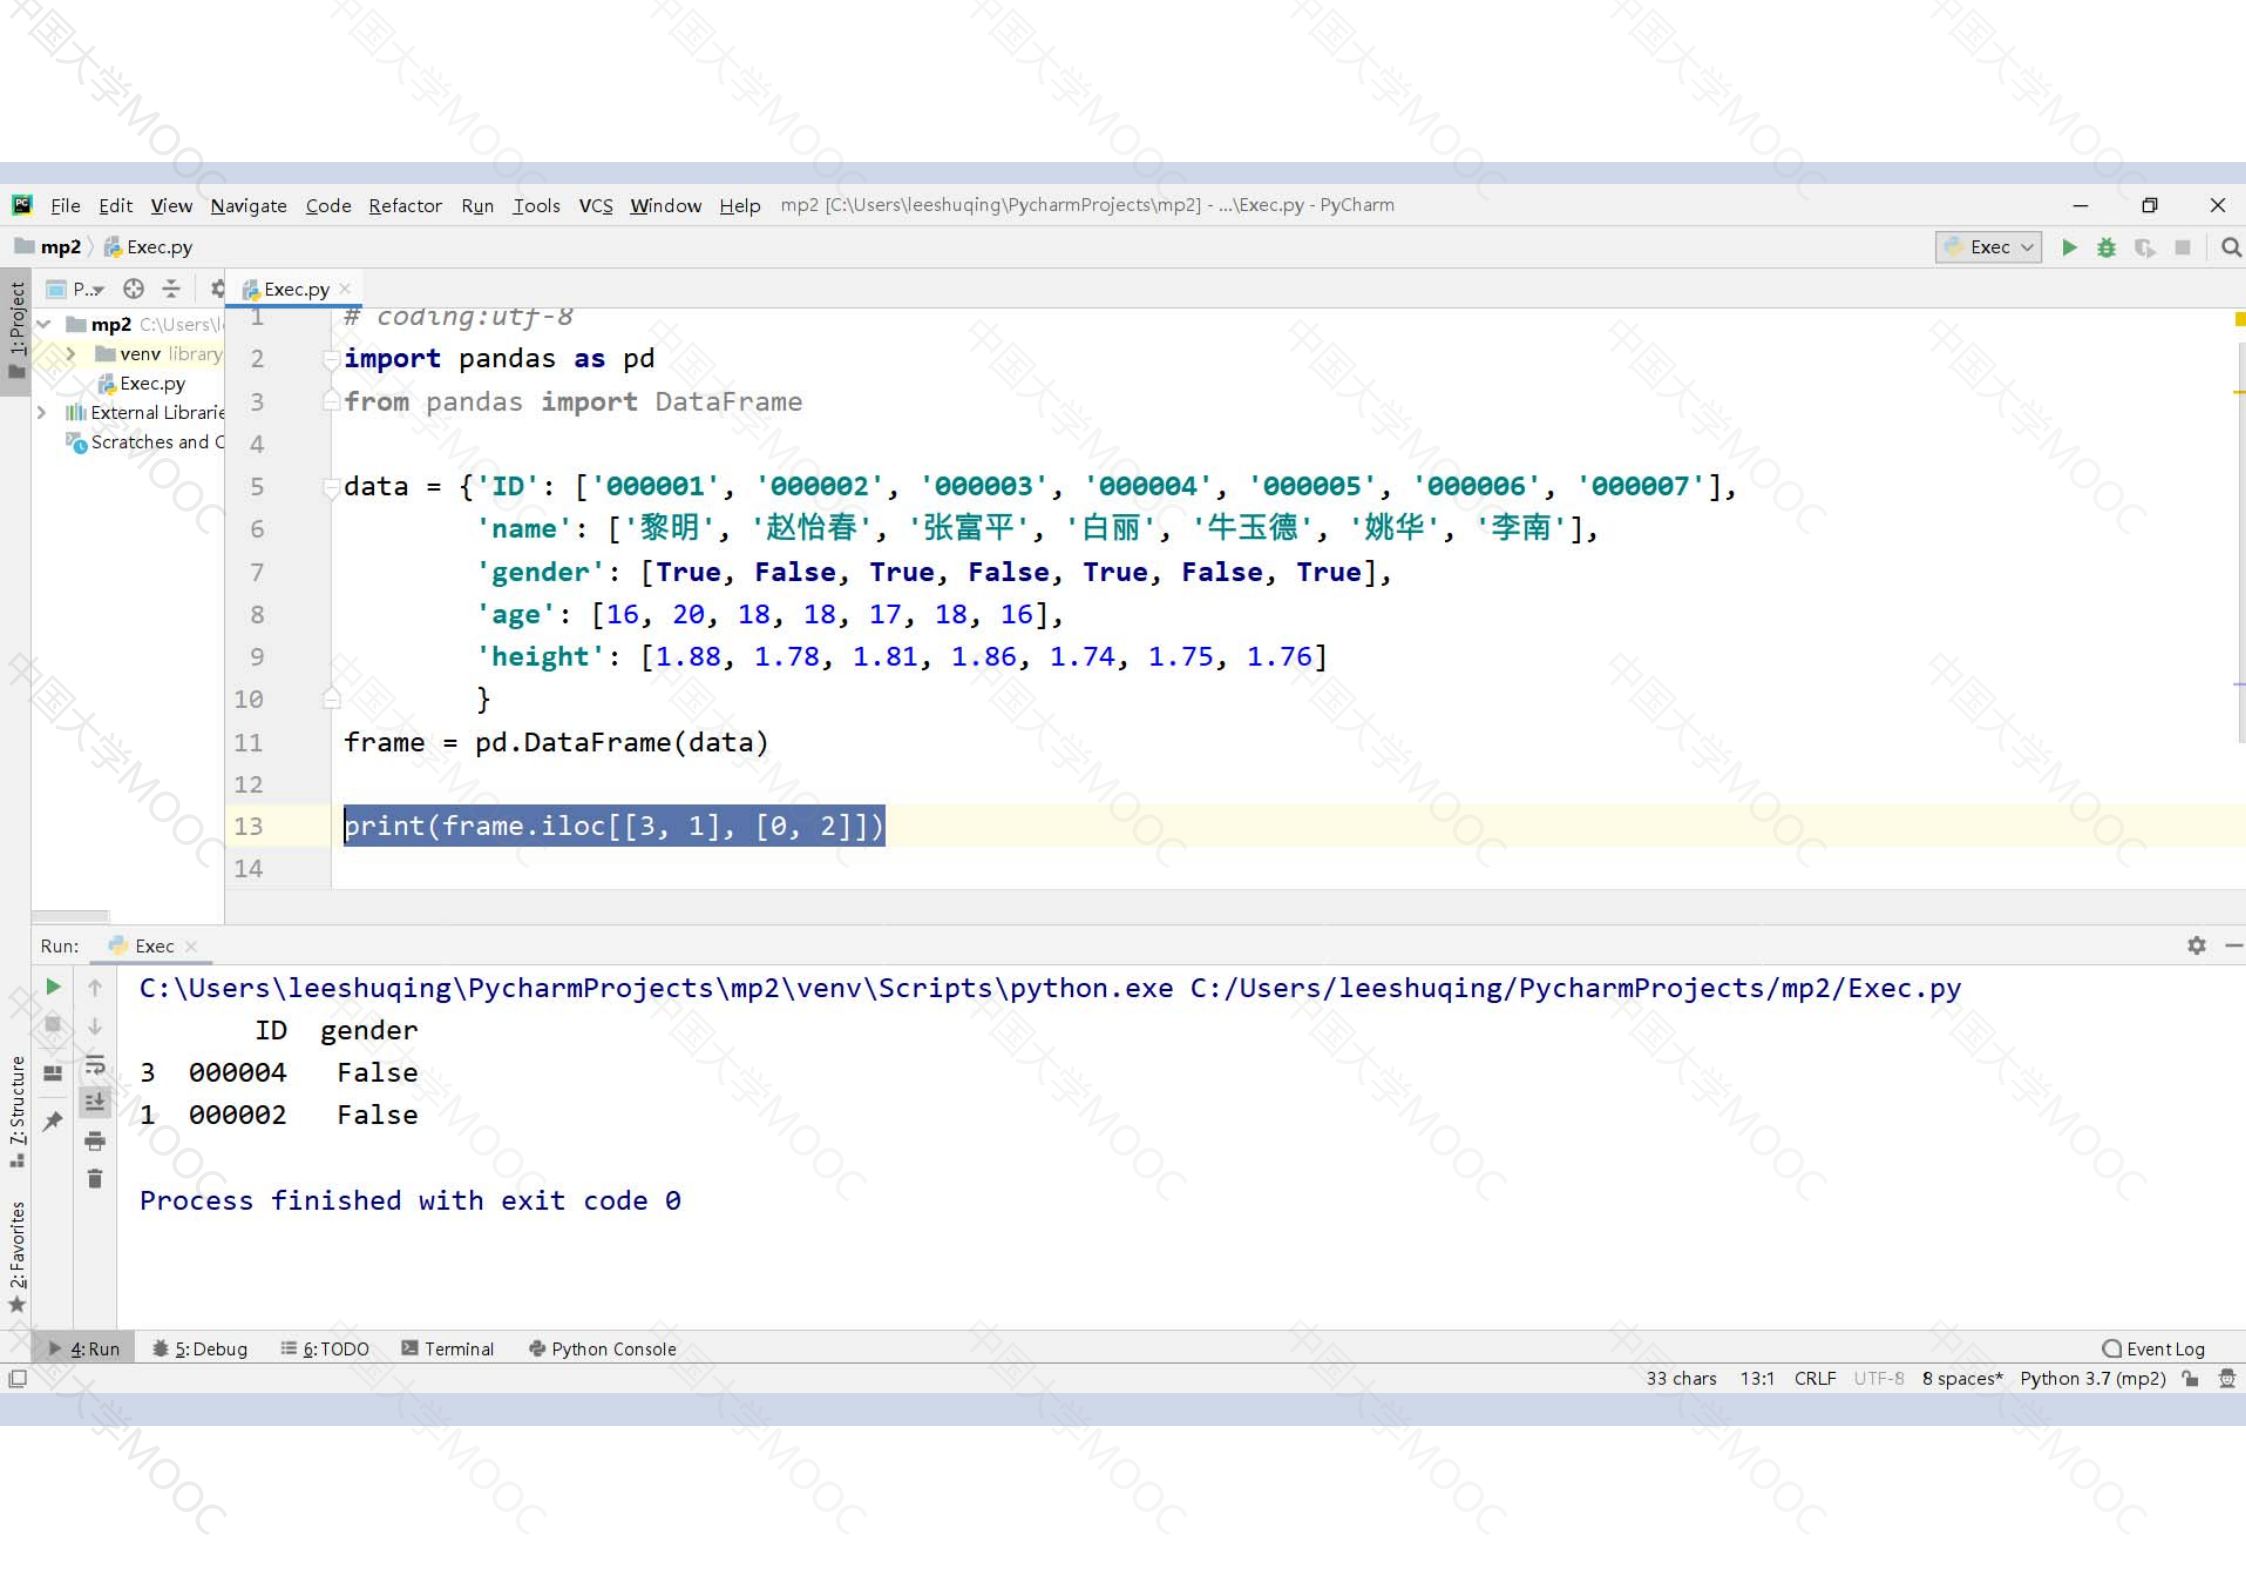 File Edit View Navigate Code Refactor Run Tools VCS Window Help mp2 [C:\Users\leeshuqing\PycharmProjects\mp2] - ...\Exec.py - PyCharm
mp2 Exec.py Exec
1: Project
P.. Exec.py
mp2 C:\Users\l
venv library
Exec.py
External Librarie
Scratches and C
1 # coding:utf-8
2 import pandas as pd
3 from pandas import DataFrame
4
5 data = {'ID': ['000001', '000002', '000003', '000004', '000005', '000006', '000007'],
6 'name': ['黎明', '赵怡春', '张富平', '白丽', '牛玉德', '姚华', '李南'],
7 'gender': [True, False, True, False, True, False, True],
8 'age': [16, 20, 18, 18, 17, 18, 16],
9 'height': [1.88, 1.78, 1.81, 1.86, 1.74, 1.75, 1.76]
10 }
11 frame = pd.DataFrame(data)
12
13 print(frame.iloc[[3, 1], [0, 2]])
14
Run: Exec
C:\Users\leeshuqing\PycharmProjects\mp2\venv\Scripts\python.exe C:/Users/leeshuqing/PycharmProjects/mp2/Exec.py
ID gender
3 000004 False
1 000002 False
Process finished with exit code 0
7: Structure
2: Favorites
4: Run 5: Debug 6: TODO Terminal Python Console Event Log
33 chars 13:1 CRLF UTF-8 8 spaces* Python 3.7 (mp2)
中国大学MOOC